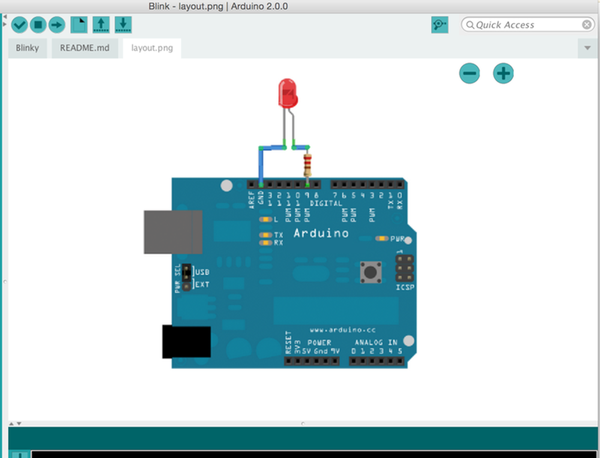 Blink - layout.png | Arduino 2.0.0
Quick Access
Blinky README.md layout.png
AREF GND 13 12 11 10 9 8 7 6 5 4 3 2 1 0
PWM PWM PWM PWM PWM PWM TX RX
DIGITAL
L
TX
RX
Arduino
PWR
PWR SEL
USB
EXT
1
ICSP
www.arduino.cc
POWER ANALOG IN
RESET 3V3 5V Gnd 9V 0 1 2 3 4 5